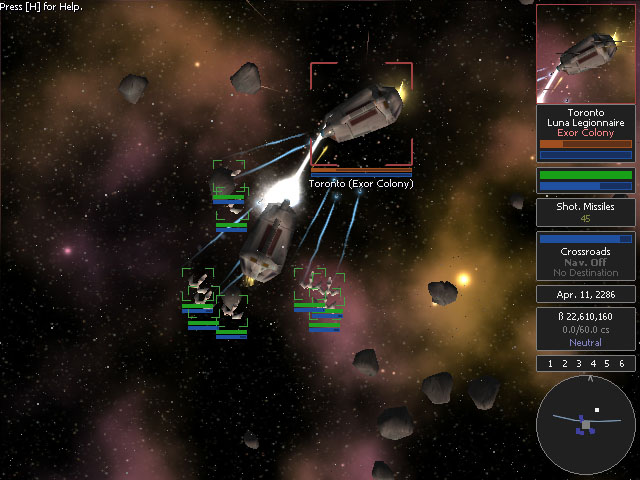 Press [H] for Help.
Toronto (Exor Colony)
Toronto
Luna Legionnaire
Exor Colony
Shot. Missiles
45
Crossroads
Nav. Off
No Destination
Apr. 11, 2286
ß 22,610,160
0.0/60.0 cs
Neutral
1 2 3 4 5 6